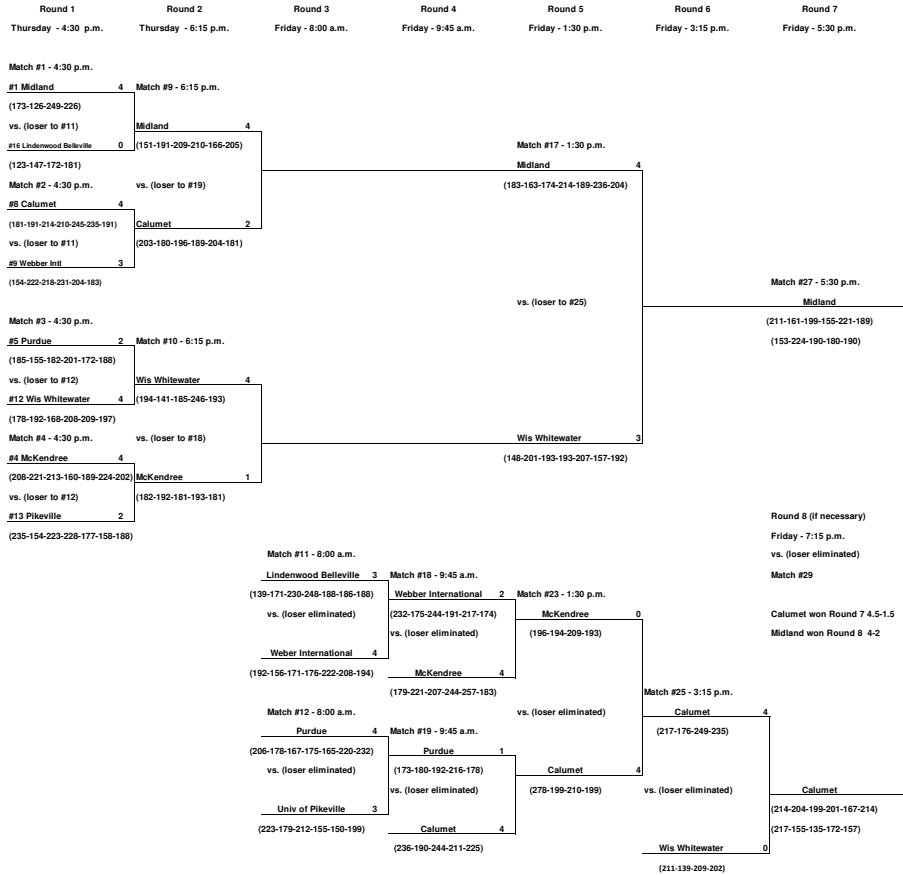 Round 1 Round 2 Round 3 Round 4 Round 5 Round 6 Round 7
Thursday - 4:30 p.m. Thursday - 6:15 p.m. Friday - 8:00 a.m. Friday - 9:45 a.m. Friday - 1:30 p.m. Friday - 3:15 p.m. Friday - 5:30 p.m.
Match #1 - 4:30 p.m.
#1 Midland 4 Match #9 - 6:15 p.m.
(173-126-249-226)
vs. (loser to #11) Midland 4
#16 Lindenwood Belleville 0 (151-191-209-210-166-205) Match #17 - 1:30 p.m.
(123-147-172-181) Midland 4
Match #2 - 4:30 p.m. vs. (loser to #19) (183-163-174-214-189-236-204)
#8 Calumet 4
(181-191-214-210-245-235-191) Calumet 2
vs. (loser to #11) (203-180-196-189-204-181)
#9 Webber Intl 3
(154-222-218-231-204-183) Match #27 - 5:30 p.m.
vs. (loser to #25) Midland
Match #3 - 4:30 p.m. (211-161-199-155-221-189)
#5 Purdue 2 Match #10 - 6:15 p.m. (153-224-190-180-190)
(185-155-182-201-172-188)
vs. (loser to #12) Wis Whitewater 4
#12 Wis Whitewater 4 (194-141-185-246-193)
(178-192-168-208-209-197)
Match #4 - 4:30 p.m. vs. (loser to #18) Wis Whitewater 3
#4 McKendree 4 (148-201-193-193-207-157-192)
(208-221-213-160-189-224-202) McKendree 1
vs. (loser to #12) (182-192-181-193-181)
#13 Pikeville 2 Round 8 (if necessary)
(235-154-223-228-177-158-188) Friday - 7:15 p.m.
Match #11 - 8:00 a.m. vs. (loser eliminated)
Lindenwood Belleville 3 Match #18 - 9:45 a.m. Match #29
(139-171-230-248-188-186-188) Webber International 2 Match #23 - 1:30 p.m.
vs. (loser eliminated) (232-175-244-191-217-174) McKendree 0 Calumet won Round 7 4.5-1.5
vs. (loser eliminated) (196-194-209-193) Midland won Round 8 4-2
Weber International 4
(192-156-171-176-222-208-194) McKendree 4
(179-221-207-244-257-183) Match #25 - 3:15 p.m.
Match #12 - 8:00 a.m. vs. (loser eliminated) Calumet 4
Purdue 4 Match #19 - 9:45 a.m. (217-176-249-235)
(206-178-167-175-165-220-232) Purdue 1
vs. (loser eliminated) (173-180-192-216-178) Calumet 4
vs. (loser eliminated) (278-199-210-199) vs. (loser eliminated) Calumet
Univ of Pikeville 3 (214-204-199-201-167-214)
(223-179-212-155-150-199) Calumet 4 (217-155-135-172-157)
(236-190-244-211-225) Wis Whitewater 0
(211-139-209-202)